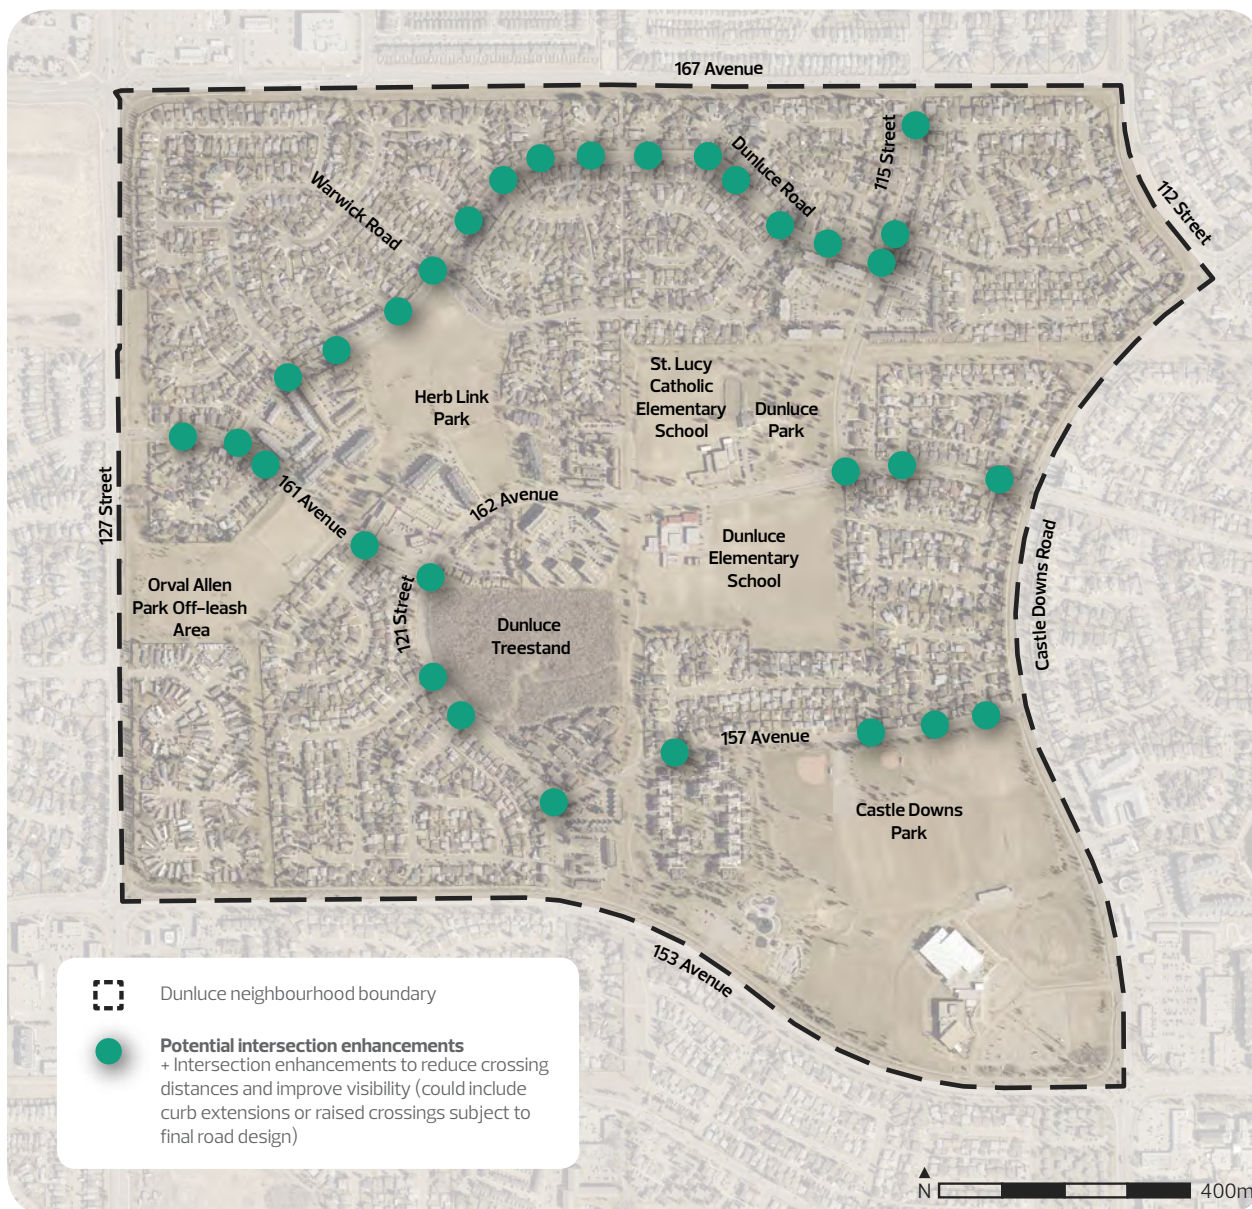 167 Avenue
115 Street
Dunluce Road
112 Street
Warwick Road
St. Lucy
Catholic
Elementary
School
Dunluce
Park
Herb Link
Park
127 Street
161 Avenue
162 Avenue
Dunluce
Elementary
School
Castle Downs Road
Orval Allen
Park Off-leash
Area
121 Street
Dunluce
Treestand
157 Avenue
Castle Downs
Park
153 Avenue
Dunluce neighbourhood boundary
Potential intersection enhancements
+ Intersection enhancements to reduce crossing
distances and improve visibility (could include
curb extensions or raised crossings subject to
final road design)
N
400m